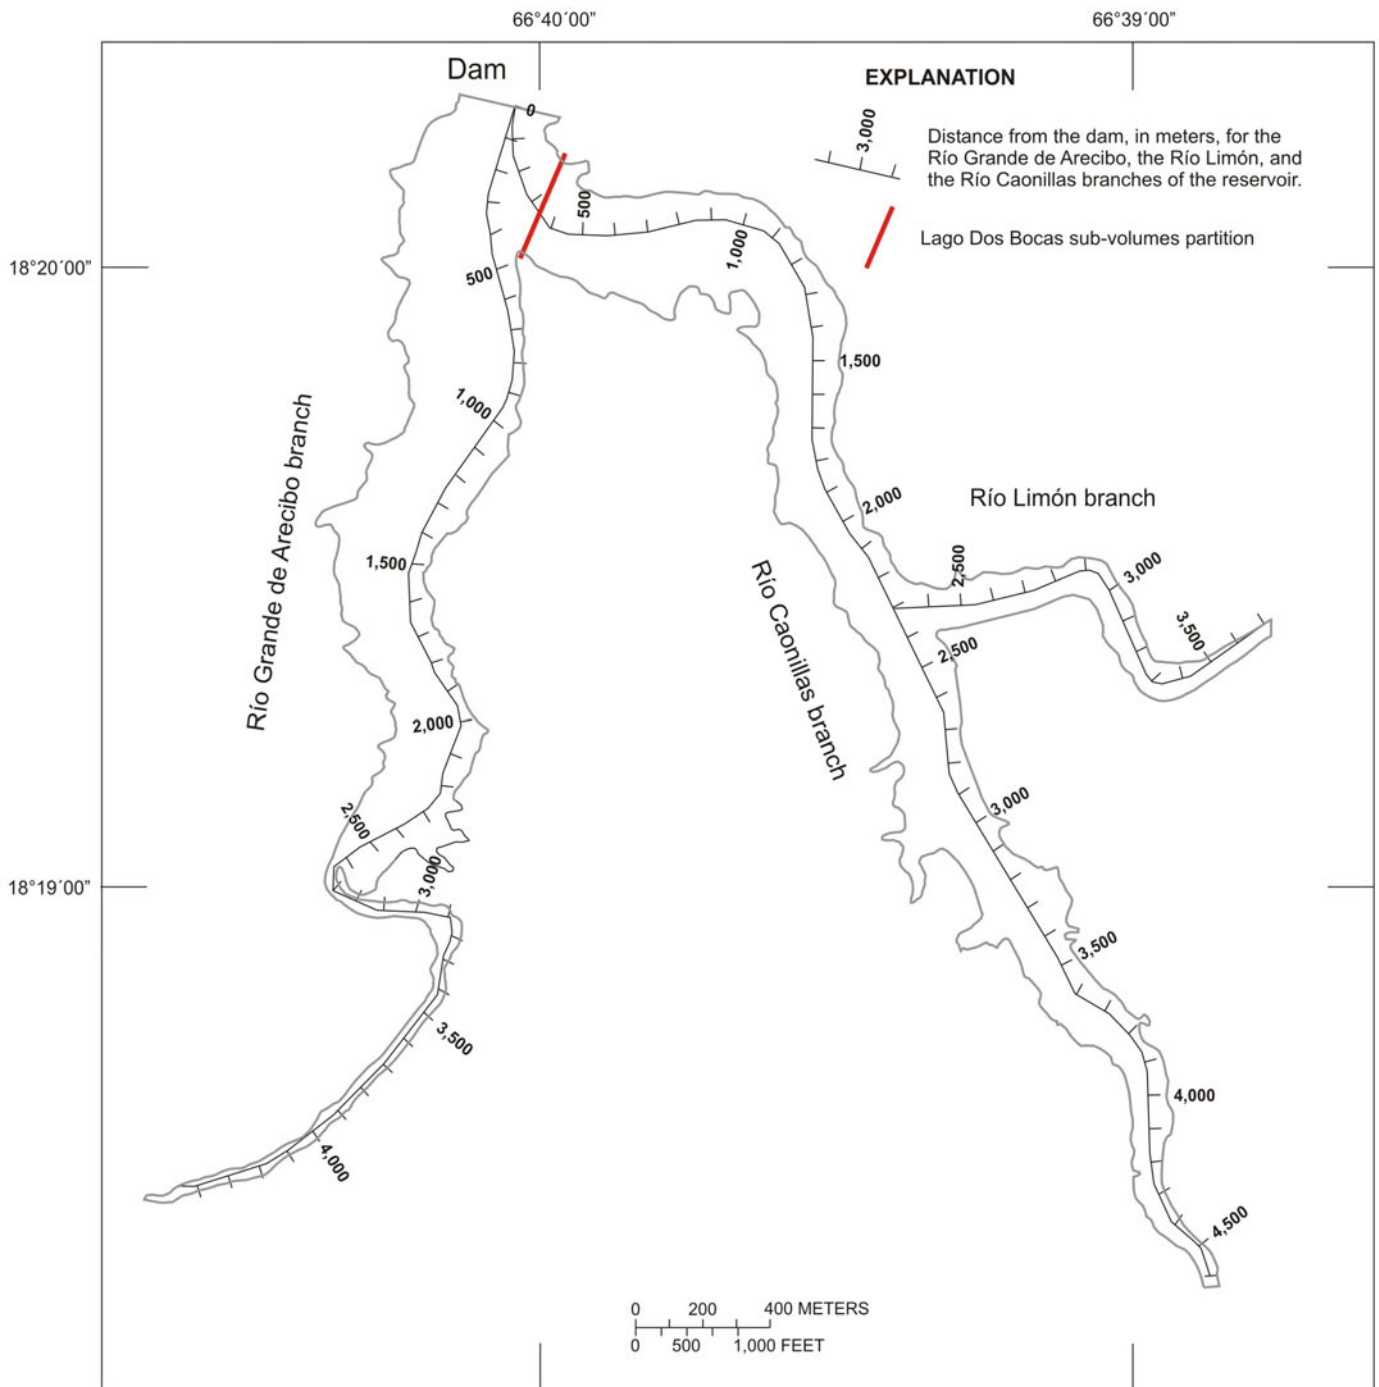 66°40´00” 66°39´00”
Dam
EXPLANATION
0
3,000
Distance from the dam, in meters, for the
Río Grande de Arecibo, the Río Limón, and
the Río Caonillas branches of the reservoir.
500
Lago Dos Bocas sub-volumes partition
1,000
18°20´00”
500
1,500
1,000
Río Grande de Arecibo branch
2,000
Río Limón branch
1,500
2,500
3,000
Río Caonillas branch
3,500
2,500
2,000
3,000
2,500
3,000
18°19´00”
3,500
3,500
4,000
4,000
4,500
0 200 400 METERS
0 500 1,000 FEET